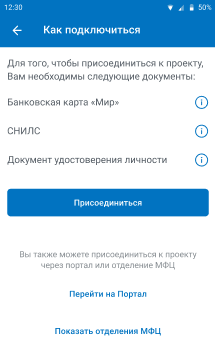 12:30
50%
Как подключиться
Для того, чтобы присоединиться к проекту,
Вам необходимы следующие документы:
Банковская карта «Мир»
СНИЛС
Документ удостоверения личности
Присоединиться
Вы также можете присоединиться к проекту
через портал или отделение МФЦ
Перейти на Портал
Показать отделения МФЦ